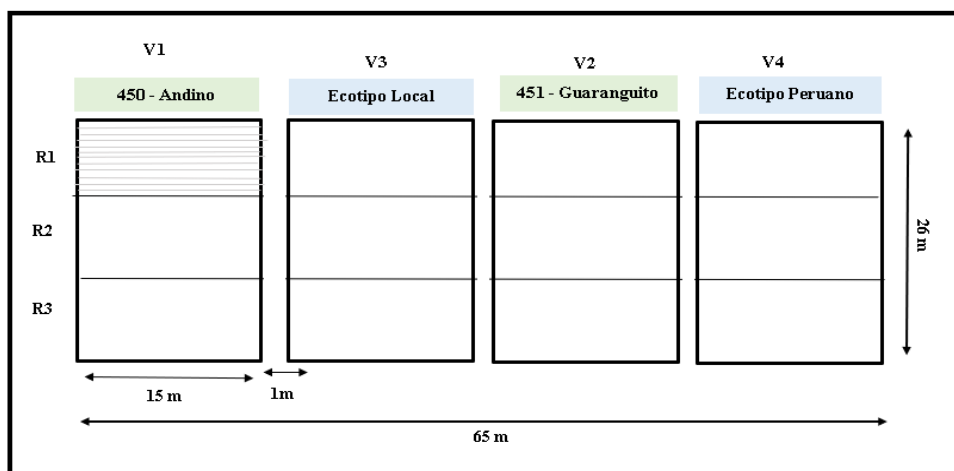 V1
V3
V2
V4
450 - Andino
Ecotipo Local
451 - Guaranguito
Ecotipo Peruano
R1
R2
R3
26 m
15 m
1m
65 m